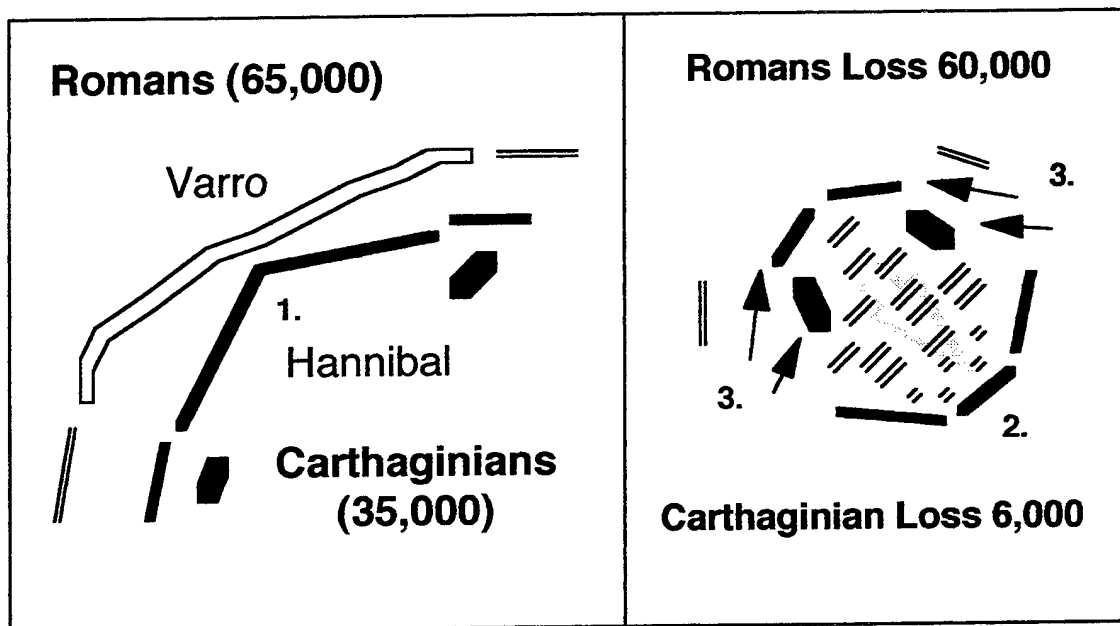 Romans (65,000)
Varro
1.
Hannibal
Carthaginians
(35,000)
Romans Loss 60,000
3.
3.
2.
Carthaginian Loss 6,000